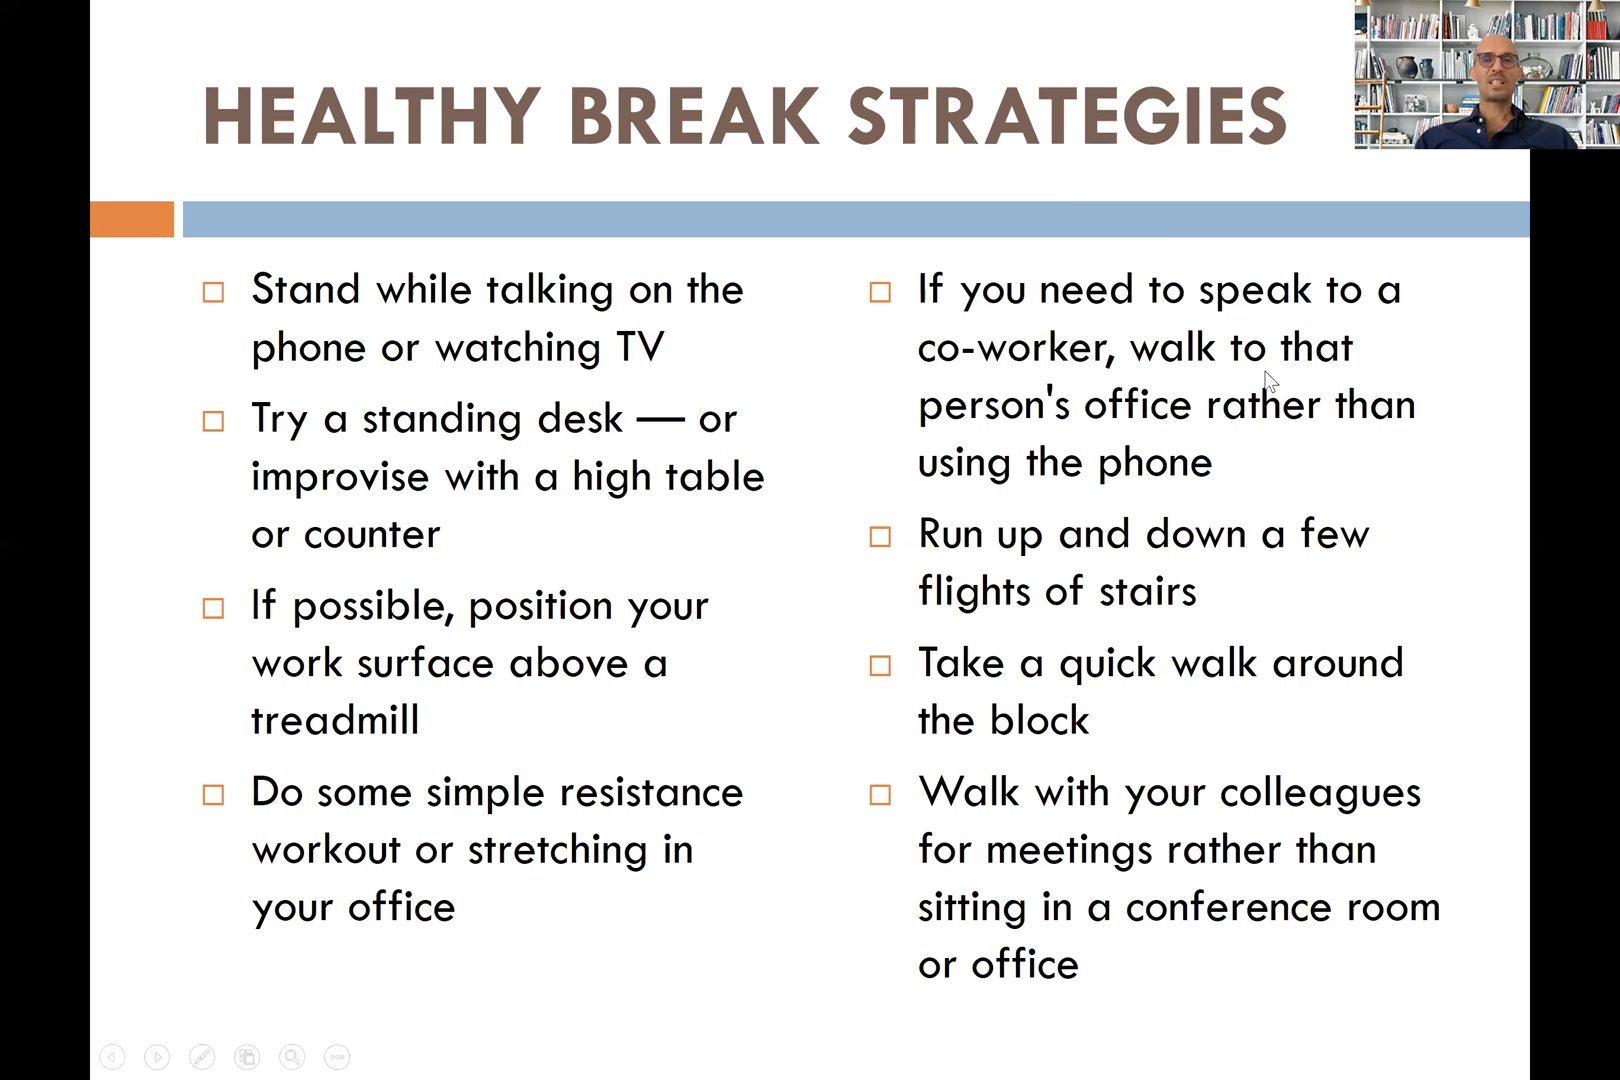 HEALTHY BREAK STRATEGIES
Stand while talking on the
phone or watching TV
Try a standing desk — or
improvise with a high table
or counter
If possible, position your
work surface above a
treadmill
Do some simple resistance
workout or stretching in
your office
If you need to speak to a
co-worker, walk to that
person's office rather than
using the phone
Run up and down a few
flights of stairs
Take a quick walk around
the block
Walk with your colleagues
for meetings rather than
sitting in a conference room
or office